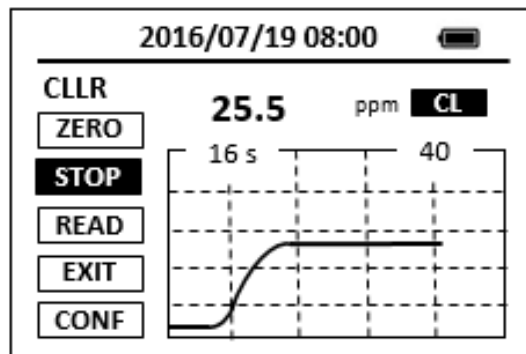 2016/07/19 08:00
CLLR
25.5 ppm CL
ZERO
16 s 40
STOP
READ
EXIT
CONF